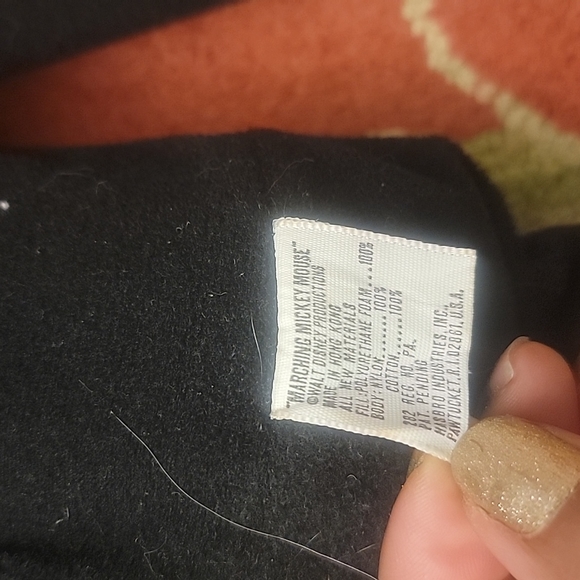 "MARCHING MICKEY MOUSE"
©WALT DISNEY PRODUCTIONS
MADE IN HONG KONG
ALL NEW MATERIALS
FILL: POLYURETHANE FOAM...100%
BODY: NYLON.......100%
COTTON.......100%
282 REG. NO. PA.
PAT. PENDING
HASBRO INDUSTRIES, INC.,
PAWTUCKET, R.I. 02861, U.S.A.